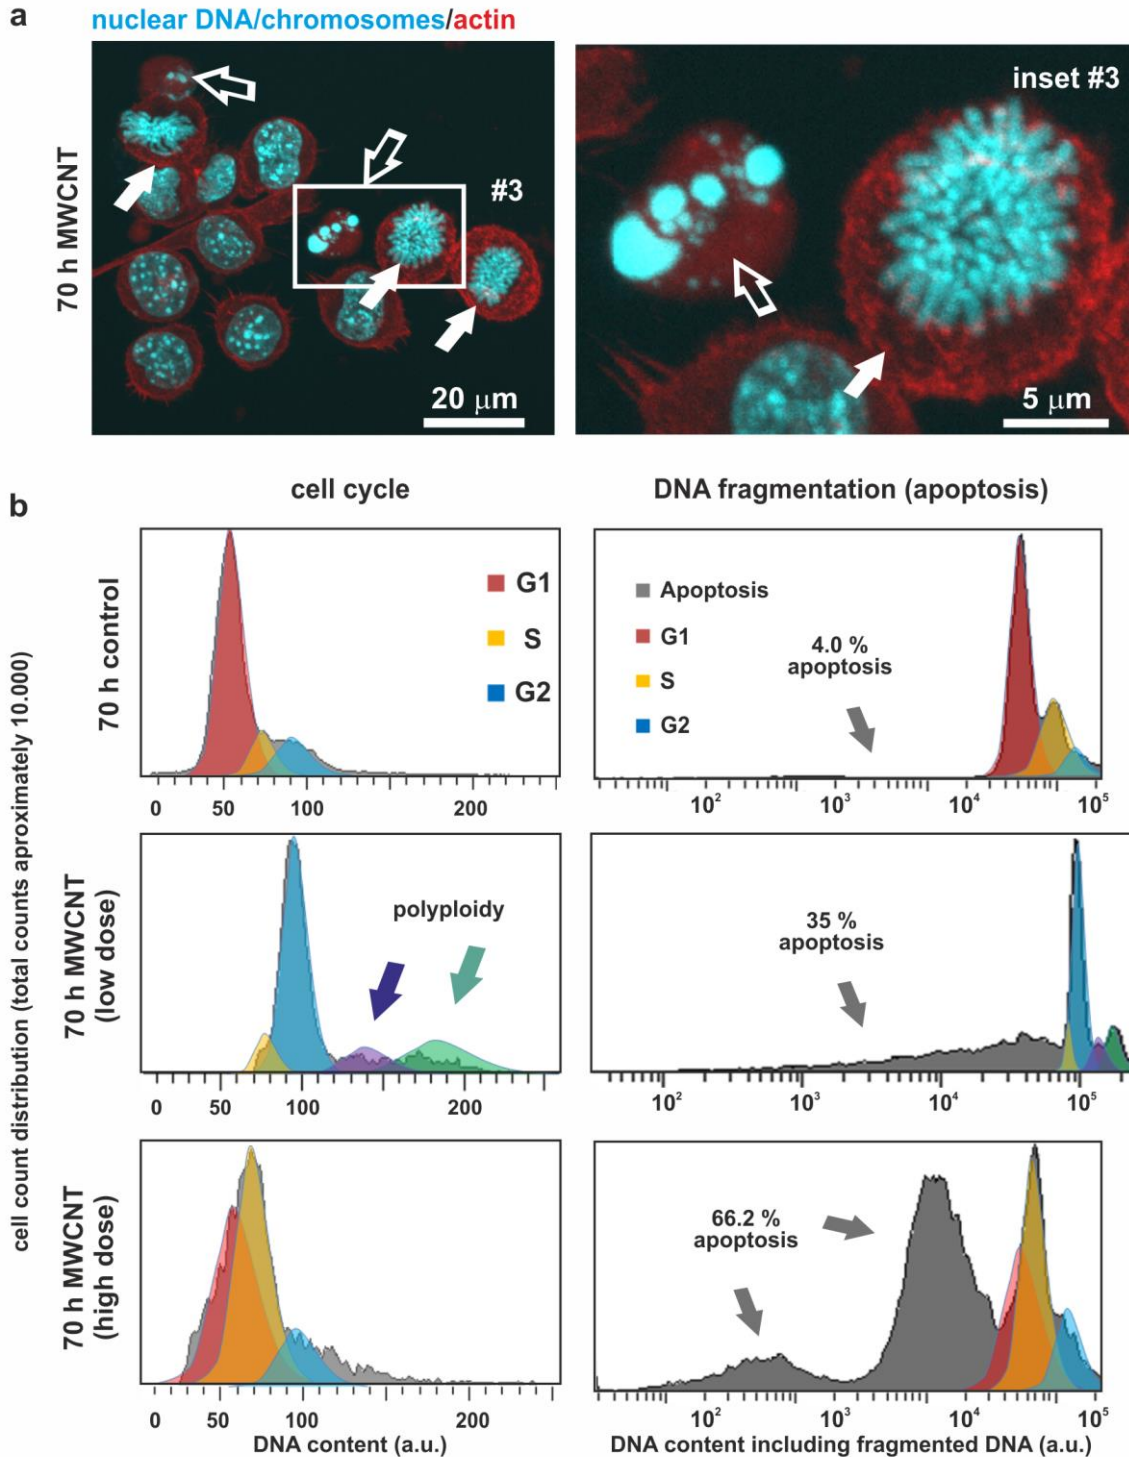 a
nuclear DNA/chromosomes/actin
70 h MWCNT
#3
20 μm
inset #3
5 μm
b
cell cycle
DNA fragmentation (apoptosis)
cell count distribution (total counts aproximately 10.000)
70 h control
G1
S
G2
0 50 100 200
Apoptosis
G1
S
G2
4.0 %
apoptosis
10² 10³ 10⁴ 10⁵
70 h MWCNT
(low dose)
polyploidy
0 50 100 200
35 %
apoptosis
10² 10³ 10⁴ 10⁵
70 h MWCNT
(high dose)
0 50 100 200
DNA content (a.u.)
66.2 %
apoptosis
10² 10³ 10⁴ 10⁵
DNA content including fragmented DNA (a.u.)